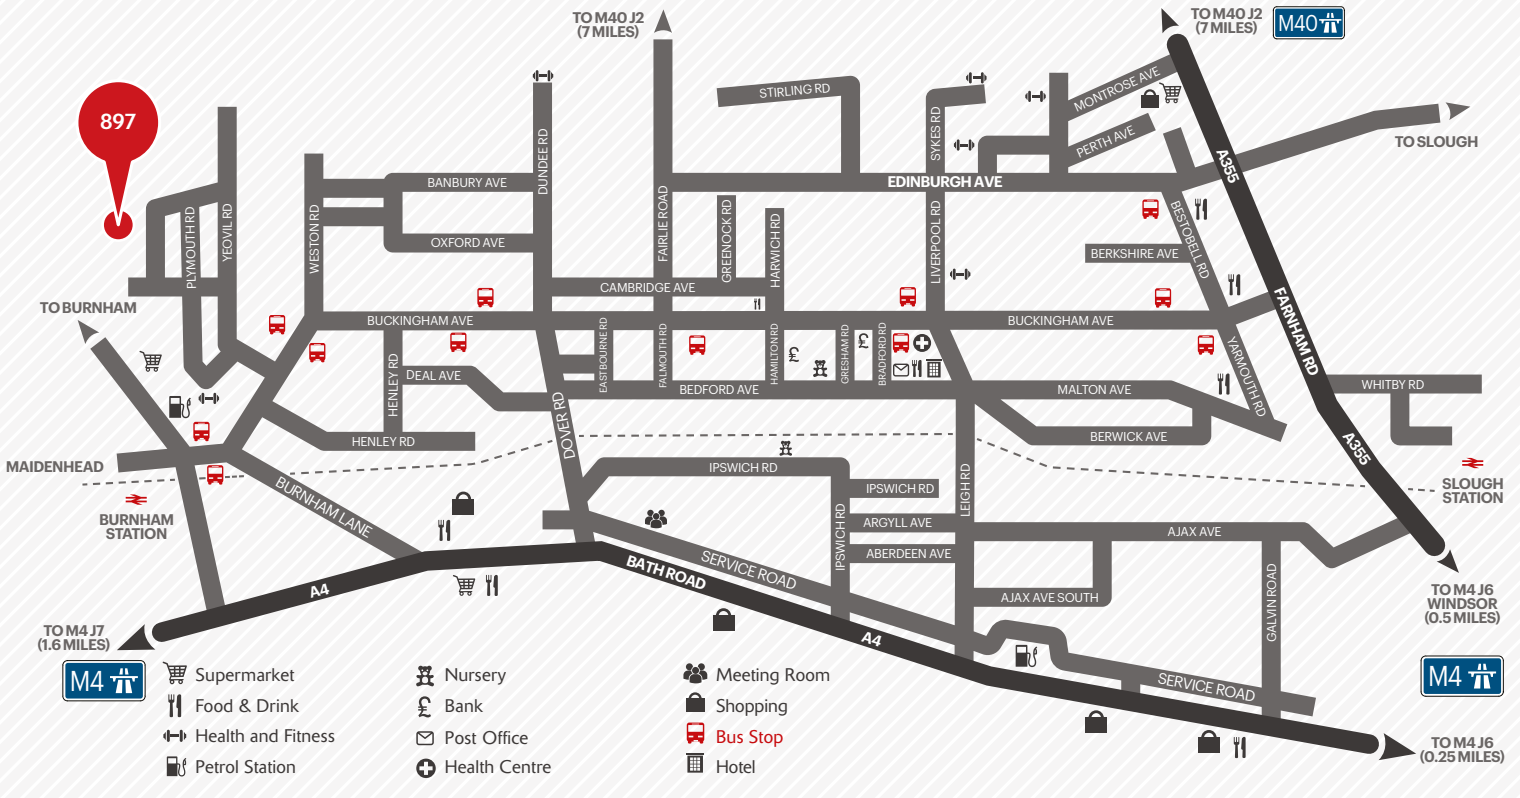 TO M40 J2
(7 MILES)
TO M40 J2
(7 MILES)
M40
897
STIRLING RD
MONTROSE AVE
PERTH AVE
SYKES RD
TO SLOUGH
A355
DUNDEE RD
BANBURY AVE
EDINBURGH AVE
PLYMOUTH RD
YEOVIL RD
WESTON RD
OXFORD AVE
FAIRLIE ROAD
GREENOCK RD
HARWICH RD
LIVERPOOL RD
BESTOBELL RD
BERKSHIRE AVE
CAMBRIDGE AVE
TO BURNHAM
BUCKINGHAM AVE
BUCKINGHAM AVE
FARNHAM RD
EASTBOURNE RD
FALMOUTH RD
HAMILTON RD
GRESHAM RD
BRADFORD RD
YARMOUTH RD
HENLEY RD
DEAL AVE
BEDFORD AVE
MALTON AVE
WHITBY RD
DOVER RD
HENLEY RD
BERWICK AVE
A355
MAIDENHEAD
IPSWICH RD
IPSWICH RD
LEIGH RD
SLOUGH
STATION
BURNHAM
STATION
BURNHAM LANE
IPSWICH RD
ARGYLL AVE
AJAX AVE
ABERDEEN AVE
SERVICE ROAD
BATH ROAD
A4
AJAX AVE SOUTH
GALVIN ROAD
TO M4 J6
WINDSOR
(0.5 MILES)
TO M4 J7
(1.6 MILES)
A4
M4
M4
SERVICE ROAD
TO M4 J6
(0.25 MILES)
Supermarket
Food & Drink
Health and Fitness
Petrol Station
Nursery
Bank
Post Office
Health Centre
Meeting Room
Shopping
Bus Stop
Hotel